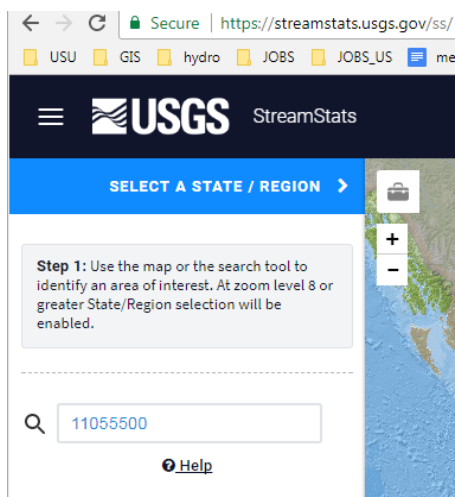 Secure | https://streamstats.usgs.gov/ss/
USU GIS hydro JOBS JOBS_US me
USGS StreamStats
SELECT A STATE / REGION
+
Step 1: Use the map or the search tool to
identify an area of interest. At zoom level 8 or
greater State/Region selection will be
enabled.
-
11055500
Help